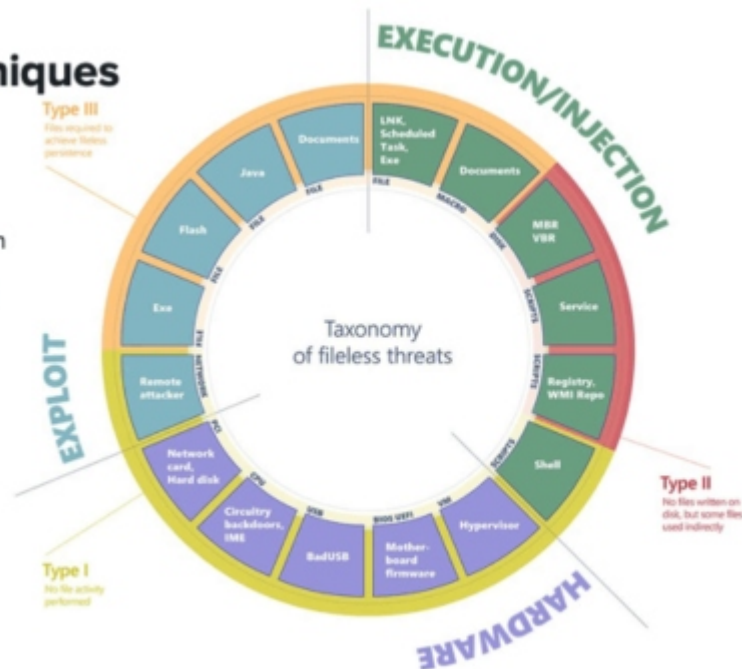 niques
EXECUTION/INJECTION
Type III
Files required to
achieve fileless
persistence
n
Documents
LNK,
Scheduled
Task,
Exe
Documents
Java
FILE
FILE
MACRO
MBR
VBR
Flash
FILE
FILE
DISK
Service
Exe
SCRIPTS
FILE
Taxonomy
of fileless threats
EXPLOIT
Remote
attacker
NETWORK
SCRIPTS
Registry,
WMI Repo
PCI
Network
card,
Hard disk
SCRIPTS
Shell
CPU
Circuitry
backdoors,
IME
USB
BadUSB
BIOS UEFI
Mother-
board
firmware
VM
Hypervisor
Type II
No files written on
disk, but some files
used indirectly
Type I
No file activity
performed
HARDWARE